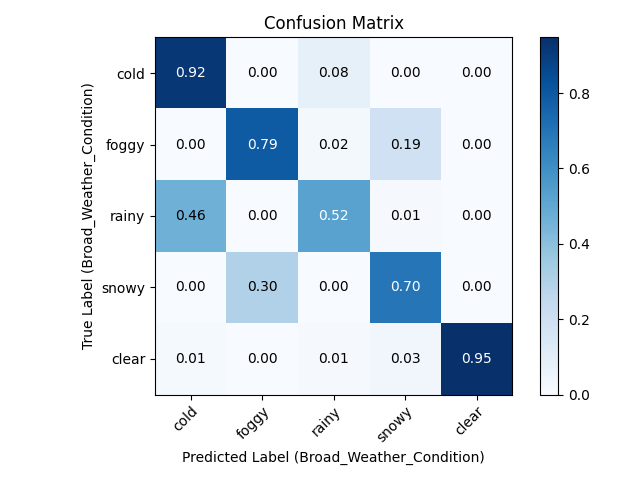 Confusion Matrix
True Label (Broad_Weather_Condition)
cold 0.92 0.00 0.08 0.00 0.00
foggy 0.00 0.79 0.02 0.19 0.00
rainy 0.46 0.00 0.52 0.01 0.00
snowy 0.00 0.30 0.00 0.70 0.00
clear 0.01 0.00 0.01 0.03 0.95
cold foggy rainy snowy clear
Predicted Label (Broad_Weather_Condition)
0.8
0.6
0.4
0.2
0.0